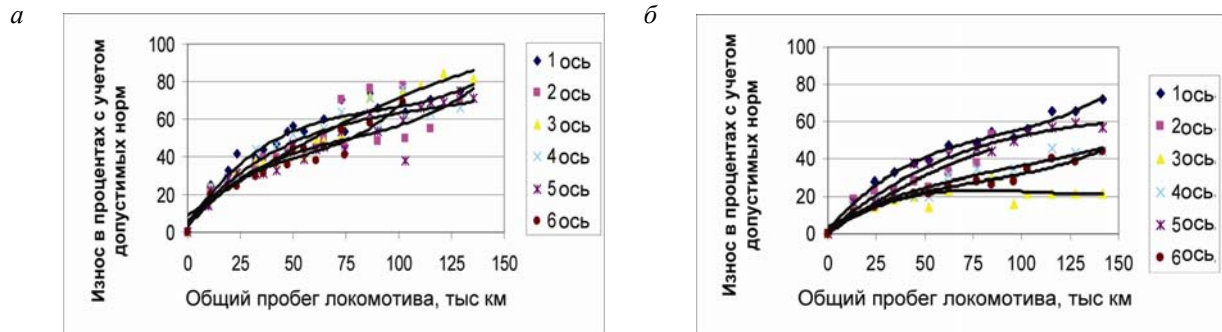 а
Износ в процентах с учетом
допустимых норм
100
80
60
40
20
0
0 25 50 75 100 125 150
Общий пробег локомотива, тыс км
1 ось
2 ось
3 ось
4 ось
5 ось
6 ось
б
Износ в процентах с учетом
допустимых норм
100
80
60
40
20
0
0 25 50 75 100 125 150
Общий пробег локомотива, тыс км
1ось
2ось
3ось
4ось
5ось
6ось